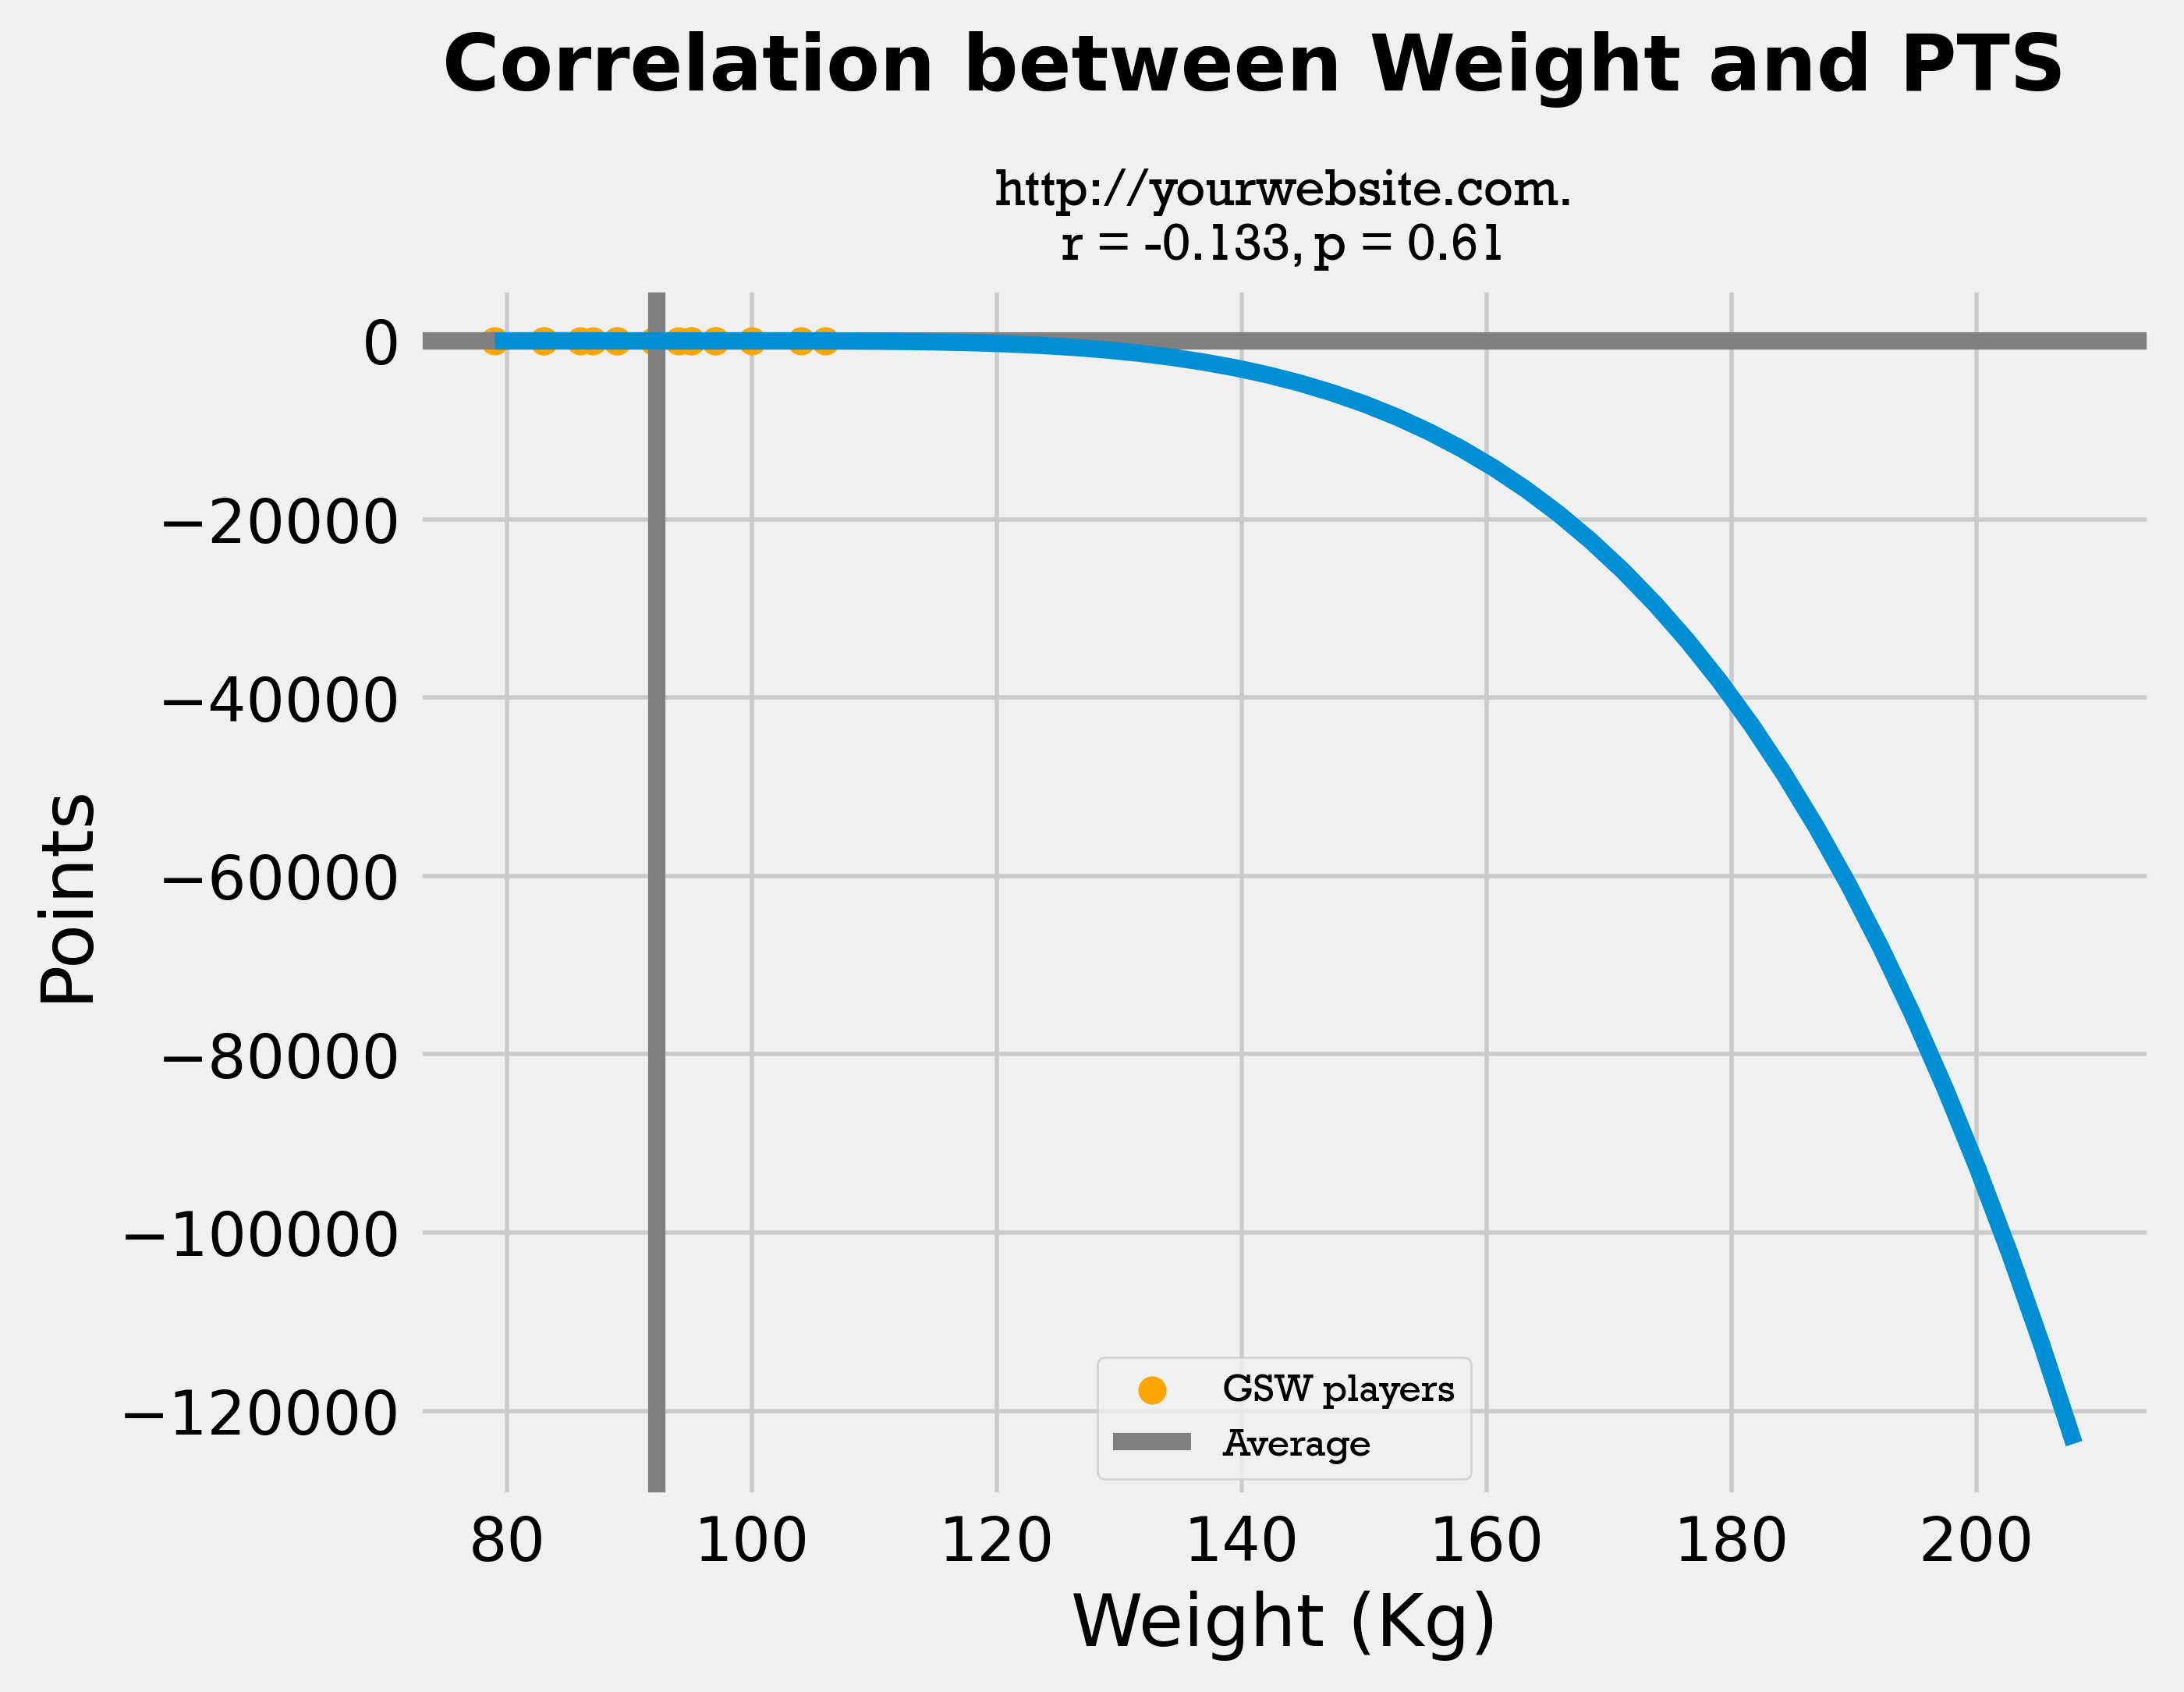 Correlation between Weight and PTS
http://yourwebsite.com.
r = -0.133, p = 0.61
0
−20000
−40000
−60000
−80000
−100000
−120000
Points
GSW players
Average
80 100 120 140 160 180 200
Weight (Kg)